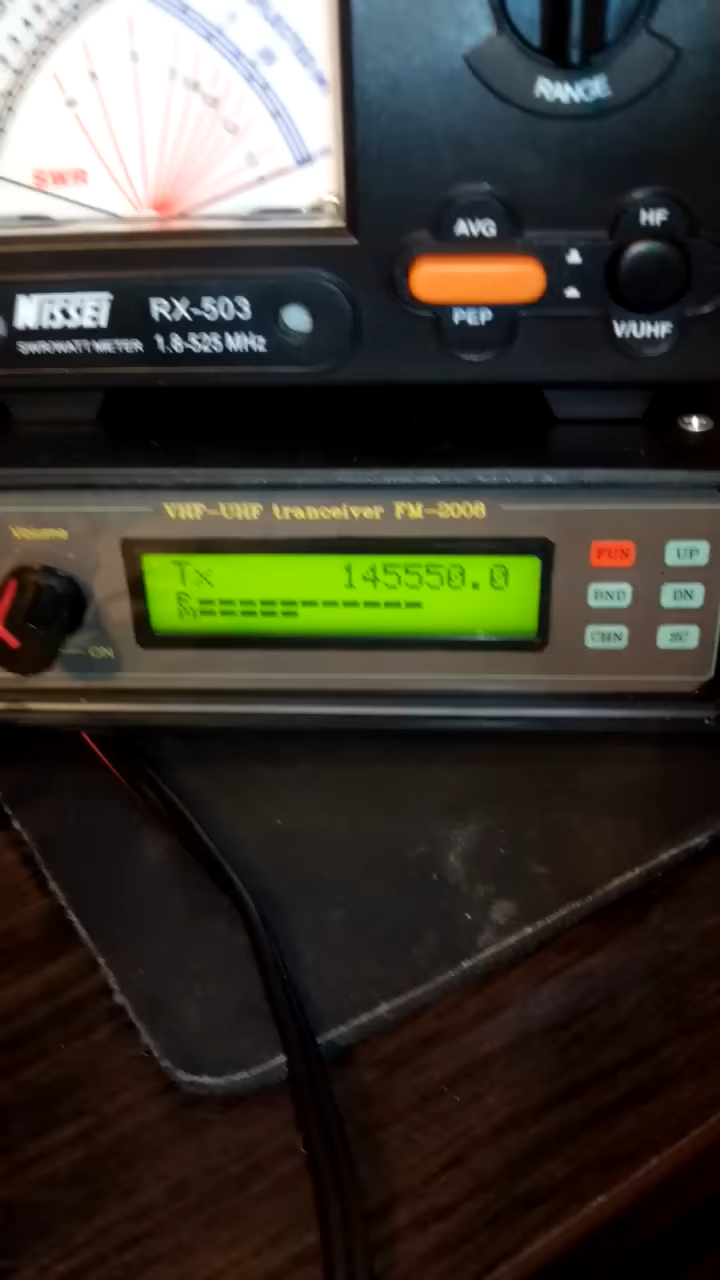 SWR
RANGE
AVG
HF
NISSEI RX-503
PEP
V/UHF
SWR/WATT METER 1.8-525 MHz
VHF-UHF tranceiver FM-2008
Volume
FUN UP
Tx 145550.0
BND DN
CHN SC
ON